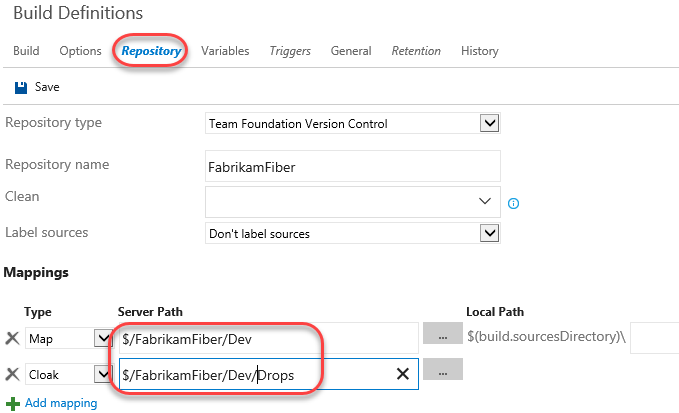 Build Definitions
Build Options Repository Variables Triggers General Retention History
Save
Repository type Team Foundation Version Control
Repository name FabrikamFiber
Clean
Label sources Don't label sources
Mappings
Type Server Path Local Path
Map $/FabrikamFiber/Dev ... $(build.sourcesDirectory)\
Cloak $/FabrikamFiber/Dev/Drops ...
Add mapping